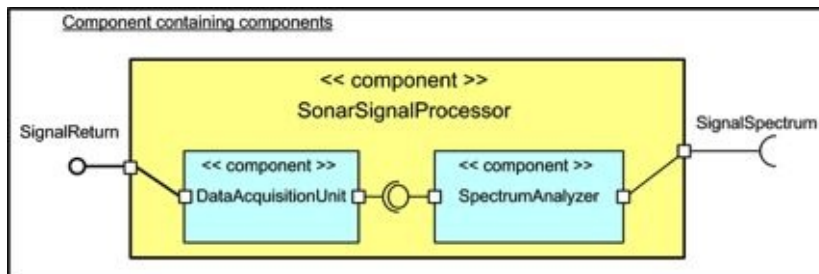 Component containing components
<< component >>
SonarSignalProcessor
SignalReturn
SignalSpectrum
<< component >>
DataAcquisitionUnit
<< component >>
SpectrumAnalyzer